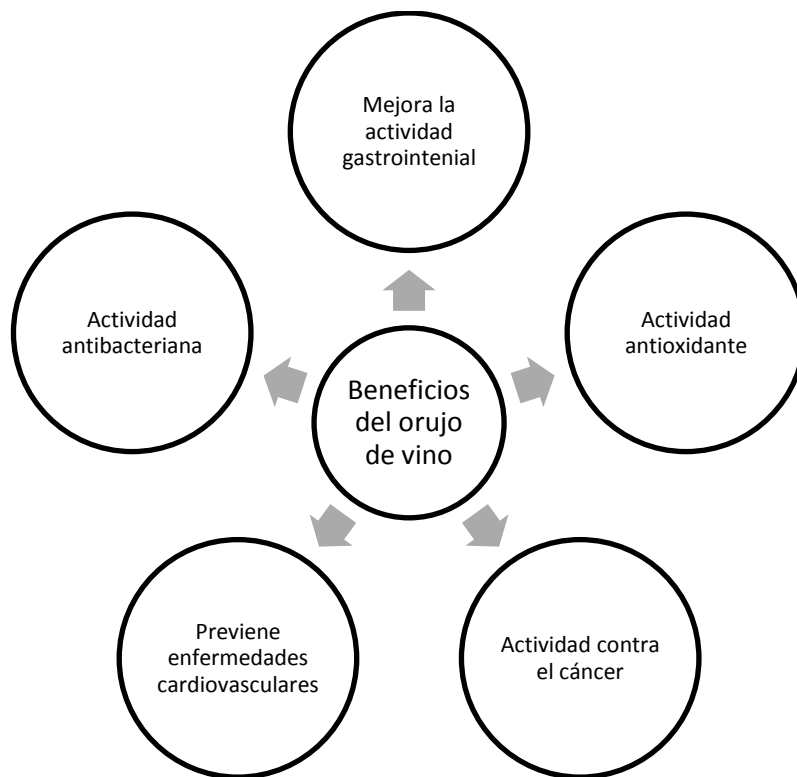 Mejora la
actividad
gastrointenial
Actividad
antibacteriana
Actividad
antioxidante
Beneficios
del orujo
de vino
Previene
enfermedades
cardiovasculares
Actividad contra
el cáncer